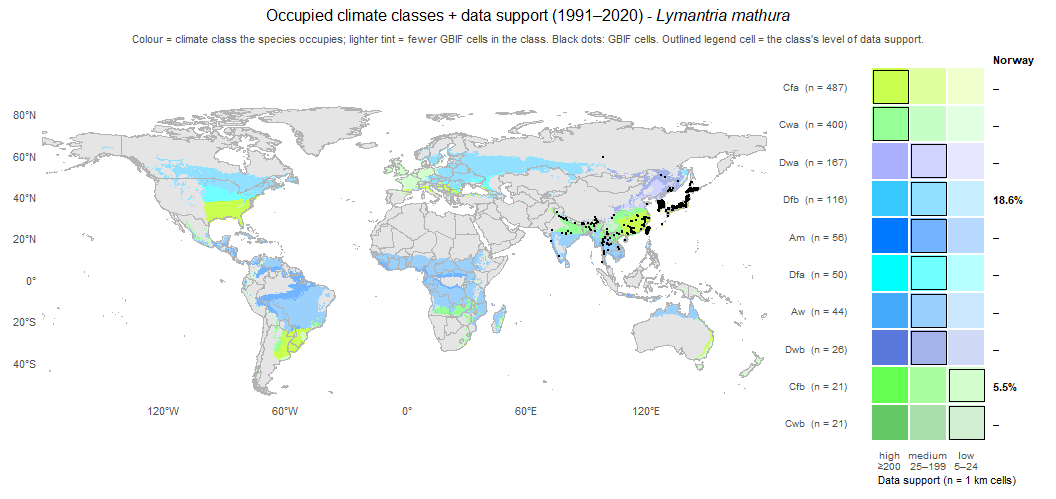 Occupied climate classes + data support (1991–2020) - Lymantria mathura
Colour = climate class the species occupies; lighter tint = fewer GBIF cells in the class. Black dots: GBIF cells. Outlined legend cell = the class's level of data support.
Norway
Cfa (n = 487) –
Cwa (n = 400) –
Dwa (n = 167) –
Dfb (n = 116) 18.6%
Am (n = 56) –
Dfa (n = 50) –
Aw (n = 44) –
Dwb (n = 26) –
Cfb (n = 21) 5.5%
Cwb (n = 21) –
80°N
60°N
40°N
20°N
0°
20°S
40°S
120°W 60°W 0° 60°E 120°E
high medium low
≥200 25–199 5–24
Data support (n = 1 km cells)